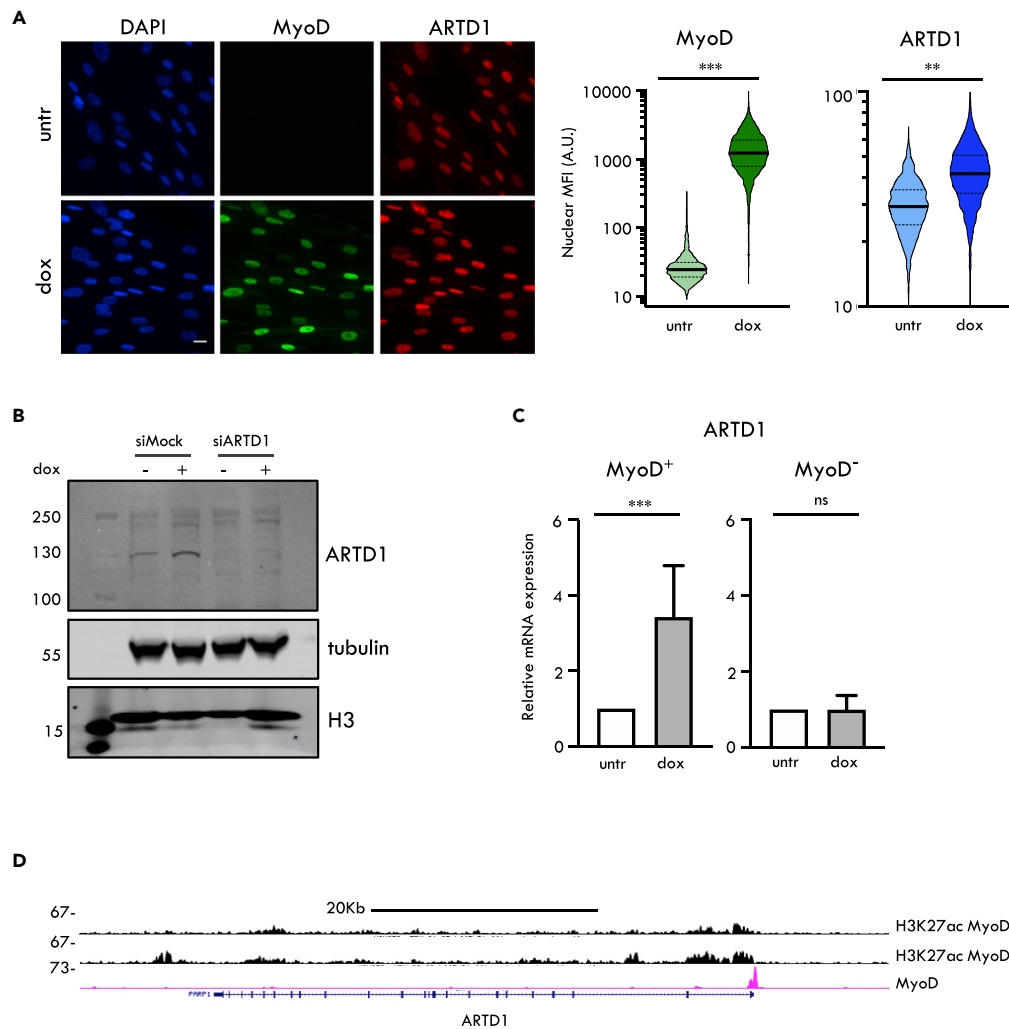 A
DAPI MyoD ARTD1
untr
dox
MyoD
***
Nuclear MFI (A.U.)
10000
1000
100
10
untr dox
ARTD1
**
100
10
untr dox
B
siMock siARTD1
dox - + - +
250
130
100
ARTD1
55
tubulin
15
H3
C
ARTD1
MyoD⁺
***
Relative mRNA expression
6
4
2
0
untr dox
MyoD⁻
ns
6
4
2
0
untr dox
D
20Kb
67-
H3K27ac MyoD
67-
H3K27ac MyoD
73-
MyoD
PARP1
ARTD1